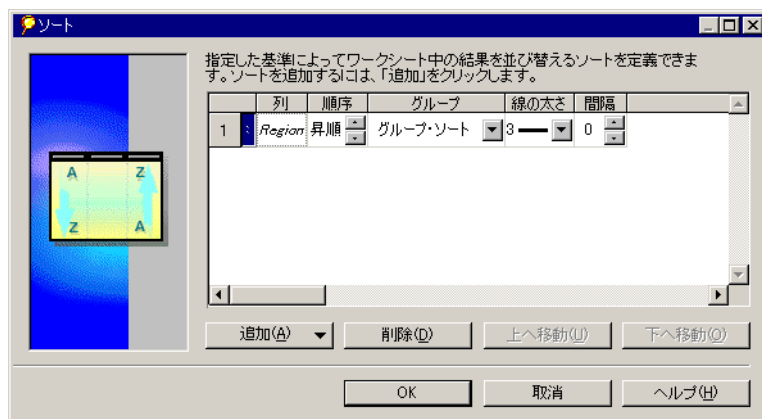 ソート
指定した基準によってワークシート中の結果を並び替えるソートを定義できま
す。ソートを追加するには、「追加」をクリックします。
列 順序 グループ 線の太さ 間隔
1 Region 昇順 グループ・ソート 3 0
A Z
Z A
追加(A) 削除(D) 上へ移動(U) 下へ移動(O)
OK 取消 ヘルプ(H)